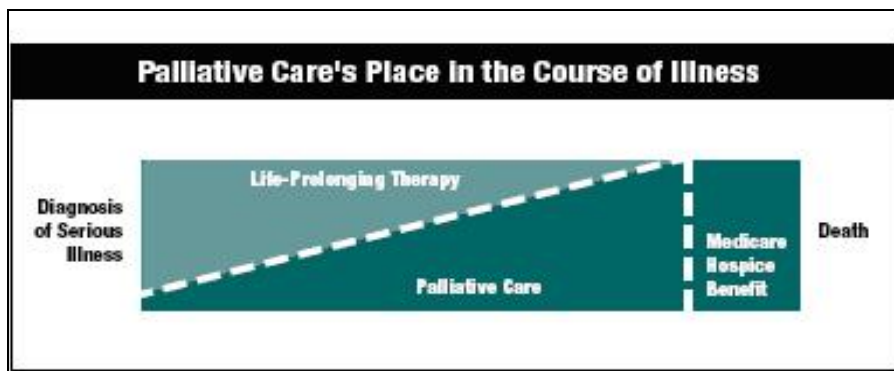 Palliative Care's Place in the Course of Illness
Life-Prolonging Therapy
Diagnosis
of Serious
Illness
Palliative Care
Medicare
Hospice
Benefit
Death